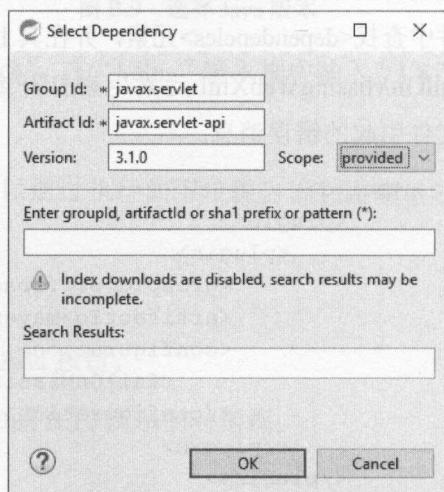 Select Dependency
Group Id: * javax.servlet
Artifact Id: * javax.servlet-api
Version: 3.1.0 Scope: provided
Enter groupId, artifactId or sha1 prefix or pattern (*):
Index downloads are disabled, search results may be
incomplete.
Search Results:
OK Cancel